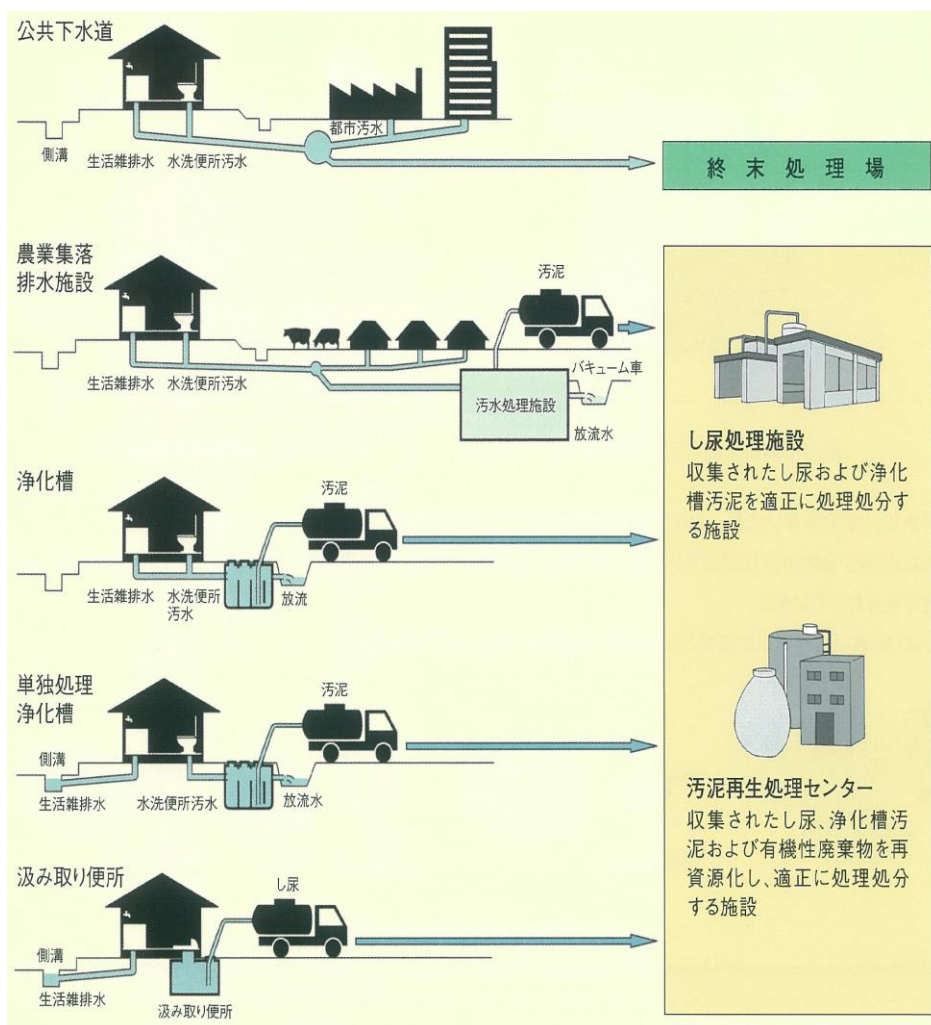 公共下水道
都市汚水
側溝
生活雑排水
水洗便所汚水
終末処理場
農業集落
排水施設
汚泥
バキューム車
生活雑排水
水洗便所汚水
汚水処理施設
放流水
浄化槽
汚泥
生活雑排水
水洗便所
汚水
放流
単独処理
浄化槽
汚泥
側溝
生活雑排水
水洗便所汚水
放流水
汲み取り便所
し尿
側溝
生活雑排水
汲み取り便所
し尿処理施設
収集されたし尿および浄化
槽汚泥を適正に処理処分す
る施設
汚泥再生処理センター
収集されたし尿、浄化槽汚
泥および有機性廃棄物を再
資源化し、適正に処理処分
する施設